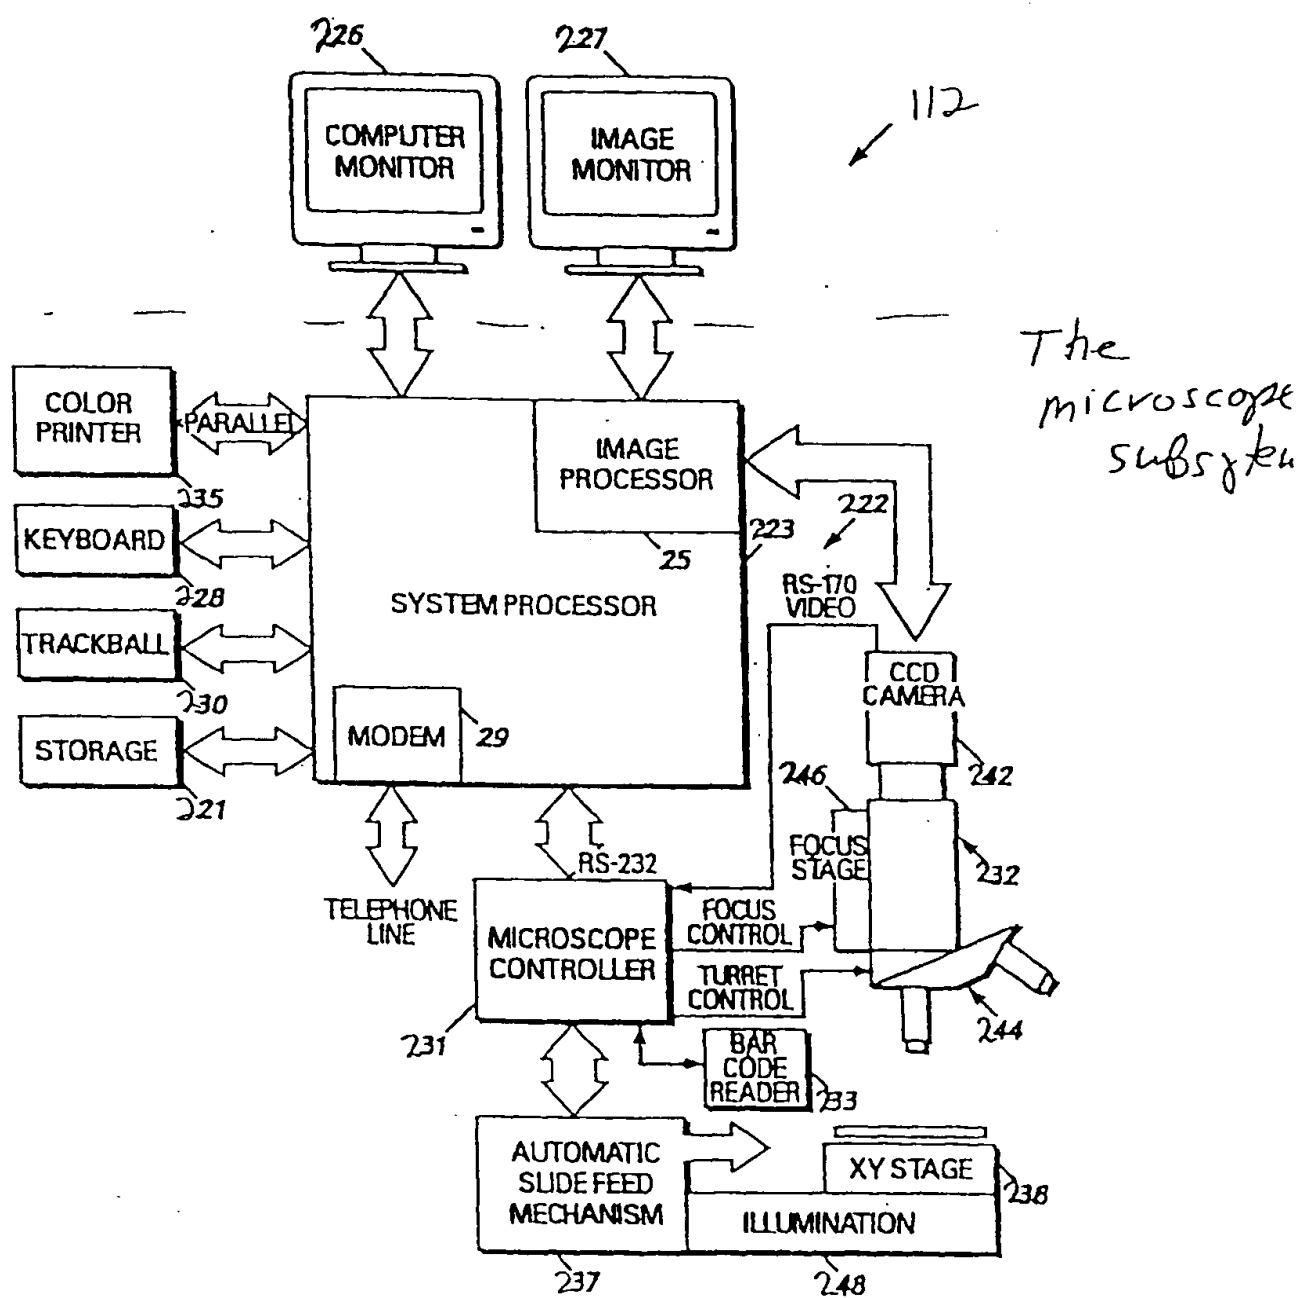 226
227
112
COMPUTER
MONITOR
IMAGE
MONITOR
The
microscope
subsytem
COLOR
PRINTER
PARALLEL
235
IMAGE
PROCESSOR
25
223
222
KEYBOARD
228
SYSTEM PROCESSOR
RS-170
VIDEO
TRACKBALL
230
CCD
CAMERA
242
MODEM
29
STORAGE
221
246
FOCUS
STAGE
232
RS-232
TELEPHONE
LINE
MICROSCOPE
CONTROLLER
231
FOCUS
CONTROL
TURRET
CONTROL
244
BAR
CODE
READER
233
AUTOMATIC
SLIDE FEED
MECHANISM
237
XY STAGE
238
ILLUMINATION
248